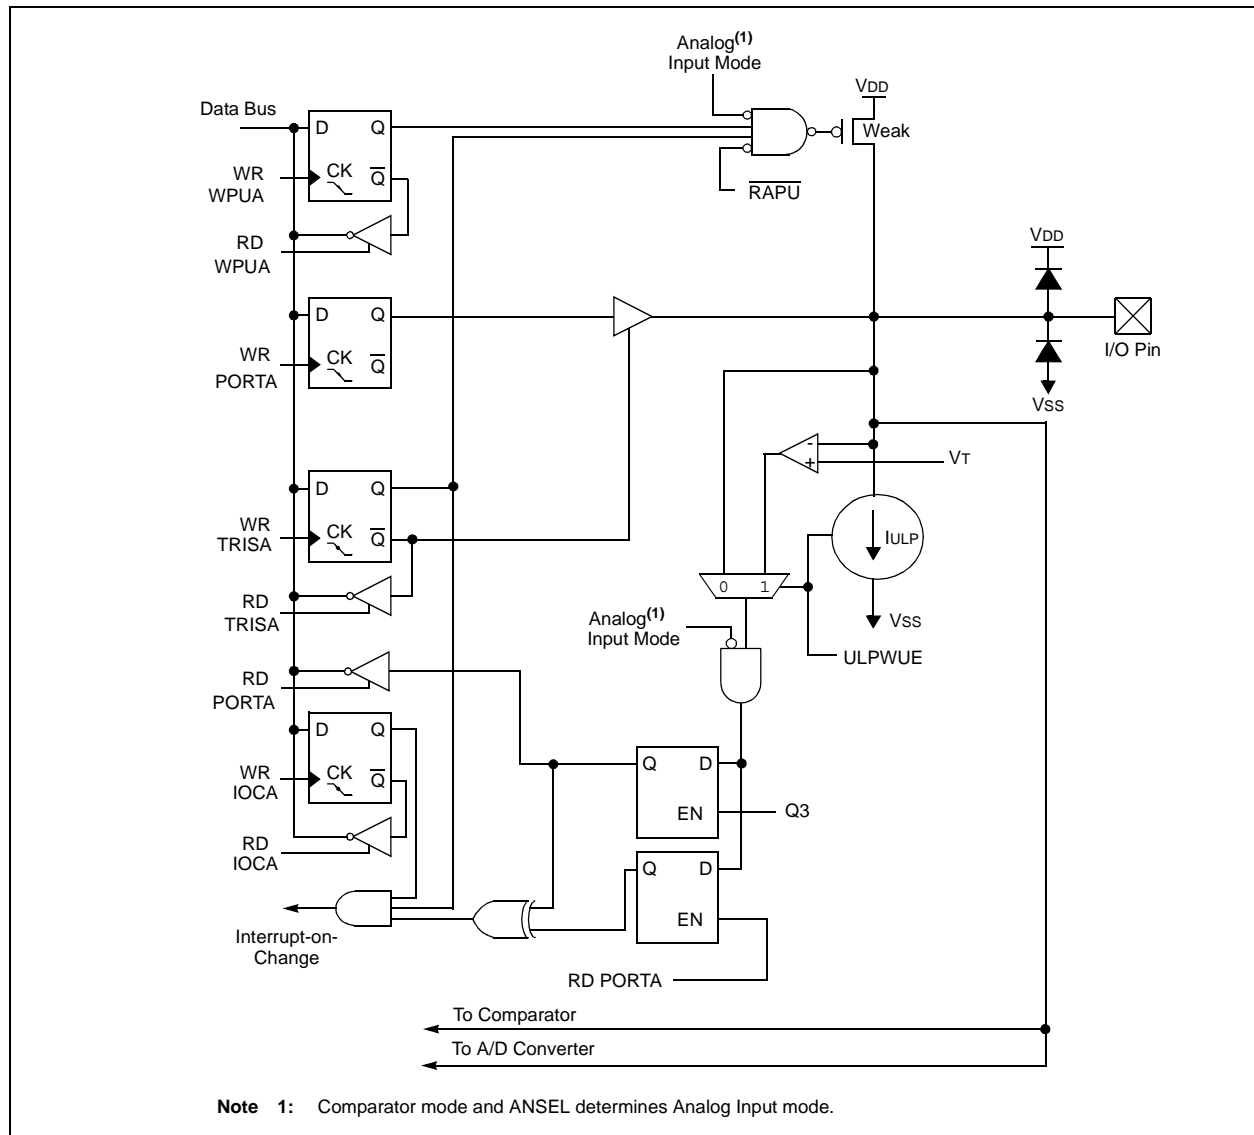 Analog(1)
Input Mode
VDD
Data Bus
D Q
Weak
WR
WPUA
CK
Q
RAPU
RD
WPUA
VDD
D Q
WR
PORTA
CK
Q
I/O Pin
VSS
-
+
VT
D Q
WR
TRISA
CK
Q
IULP
0 1
RD
TRISA
Analog(1)
Input Mode
VSS
ULPWUE
RD
PORTA
D Q
WR
IOCA
CK
Q
Q D
EN
Q3
RD
IOCA
Q D
EN
Interrupt-on-
Change
RD PORTA
To Comparator
To A/D Converter
Note 1: Comparator mode and ANSEL determines Analog Input mode.